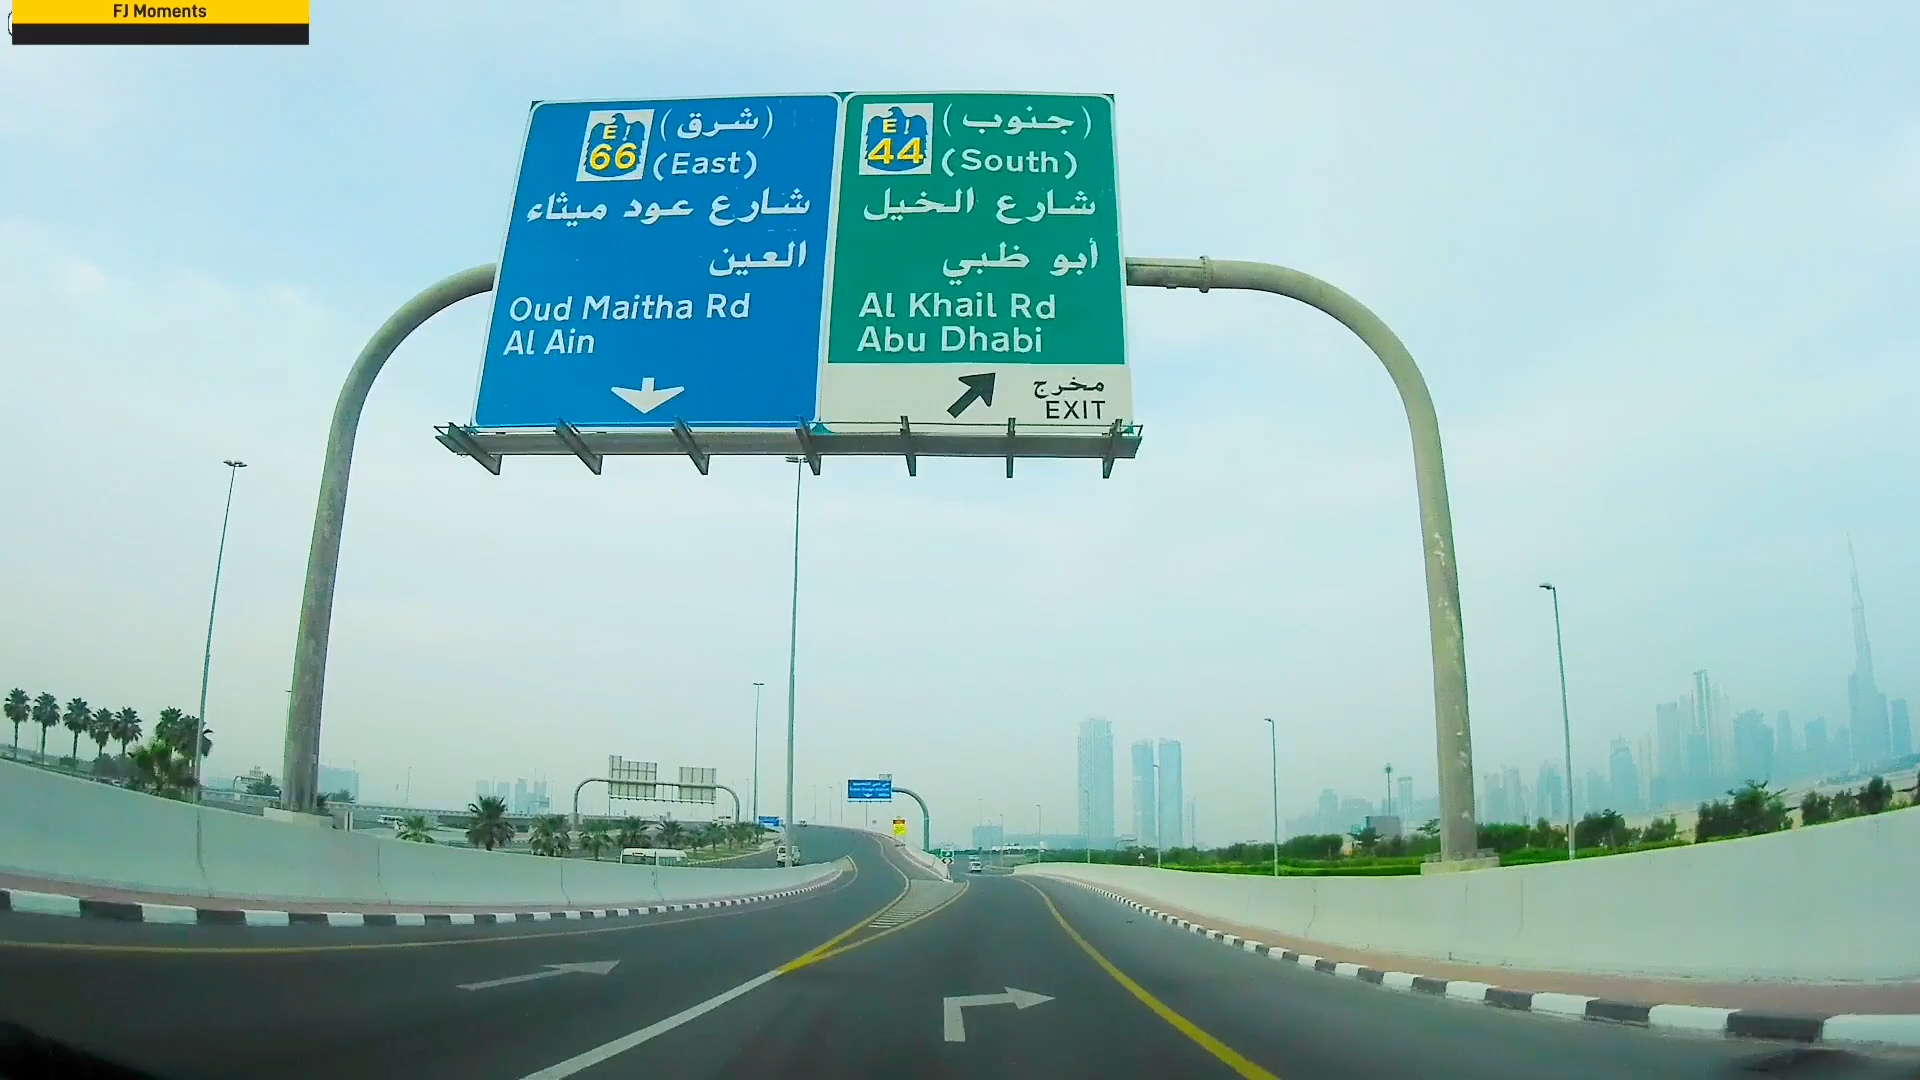 FJ Moments
E
66
(شرق)
(East)
شارع عود ميثاء
العين
Oud Maitha Rd
Al Ain
E
44
(جنوب)
(South)
شارع الخيل
أبو ظبي
Al Khail Rd
Abu Dhabi
مخرج
EXIT